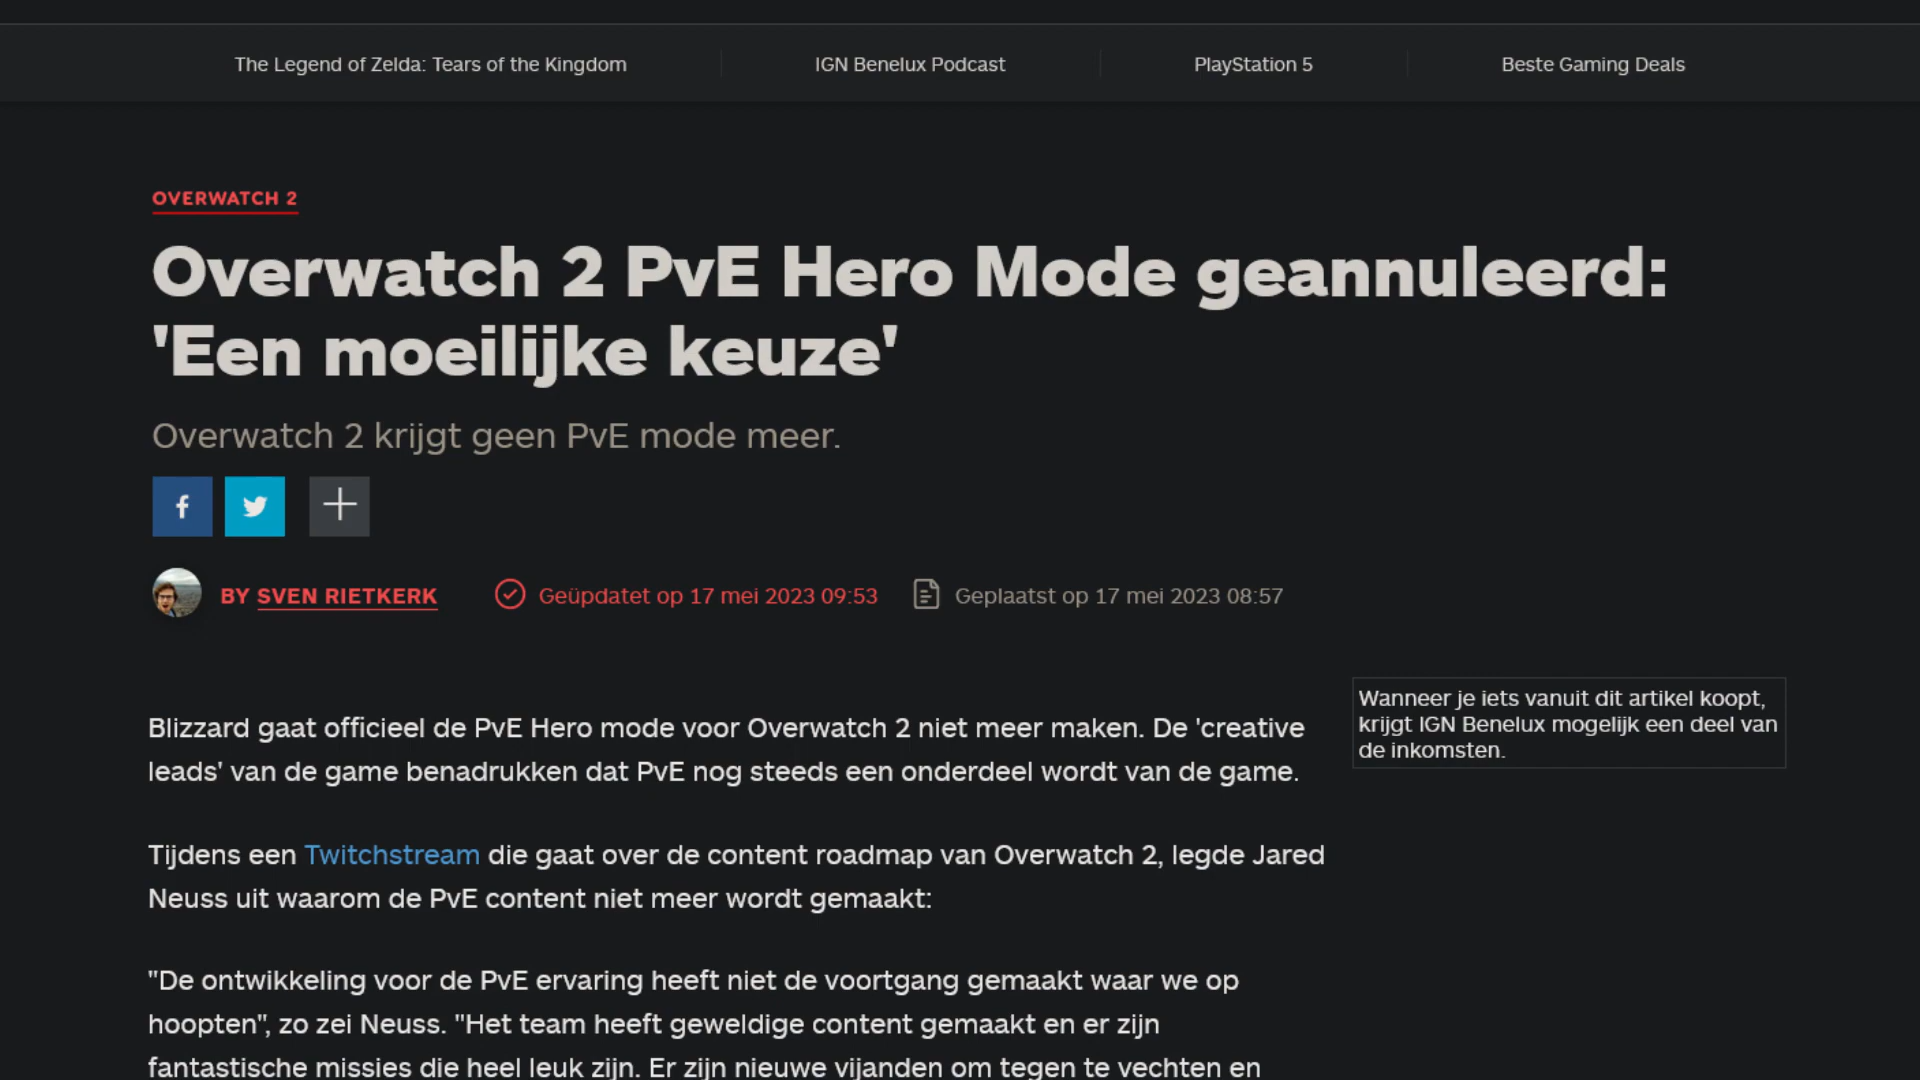 The Legend of Zelda: Tears of the Kingdom
IGN Benelux Podcast
PlayStation 5
Beste Gaming Deals
OVERWATCH 2
Overwatch 2 PvE Hero Mode geannuleerd:
'Een moeilijke keuze'
Overwatch 2 krijgt geen PvE mode meer.
BY SVEN RIETKERK
Geüpdatet op 17 mei 2023 09:53
Geplaatst op 17 mei 2023 08:57
Blizzard gaat officieel de PvE Hero mode voor Overwatch 2 niet meer maken. De 'creative
leads' van de game benadrukken dat PvE nog steeds een onderdeel wordt van de game.
Wanneer je iets vanuit dit artikel koopt,
krijgt IGN Benelux mogelijk een deel van
de inkomsten.
Tijdens een Twitchstream die gaat over de content roadmap van Overwatch 2, legde Jared
Neuss uit waarom de PvE content niet meer wordt gemaakt:
"De ontwikkeling voor de PvE ervaring heeft niet de voortgang gemaakt waar we op
hoopten", zo zei Neuss. "Het team heeft geweldige content gemaakt en er zijn
fantastische missies die heel leuk zijn. Er zijn nieuwe vijanden om tegen te vechten en